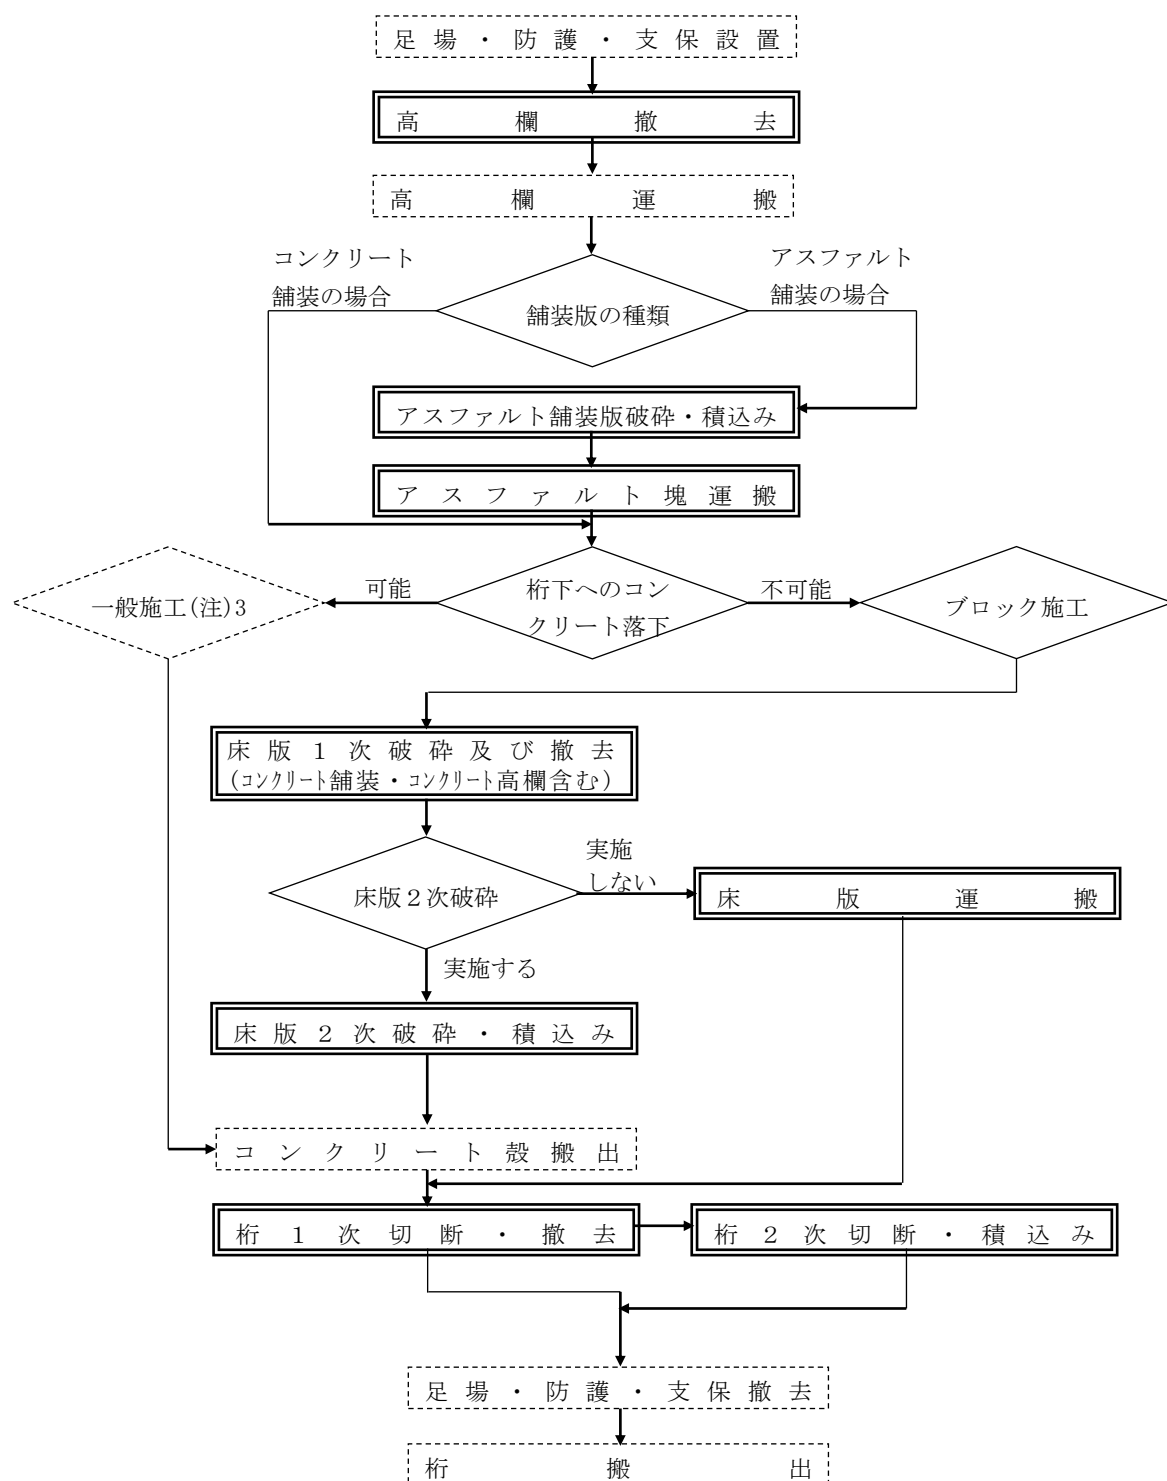 足場・防護・支保設置
高欄撤去
高欄運搬
コンクリート
舗装の場合
アスファルト
舗装の場合
舗装版の種類
アスファルト舗装版破砕・積込み
アスファルト塊運搬
一般施工(注)3
可能
桁下へのコン
クリート落下
不可能
ブロック施工
床版1次破砕及び撤去
(コンクリート舗装・コンクリート高欄含む)
床版2次破砕
実施
しない
床版運搬
実施する
床版2次破砕・積込み
コンクリート殻搬出
桁1次切断・撤去
桁2次切断・積込み
足場・防護・支保撤去
桁搬出